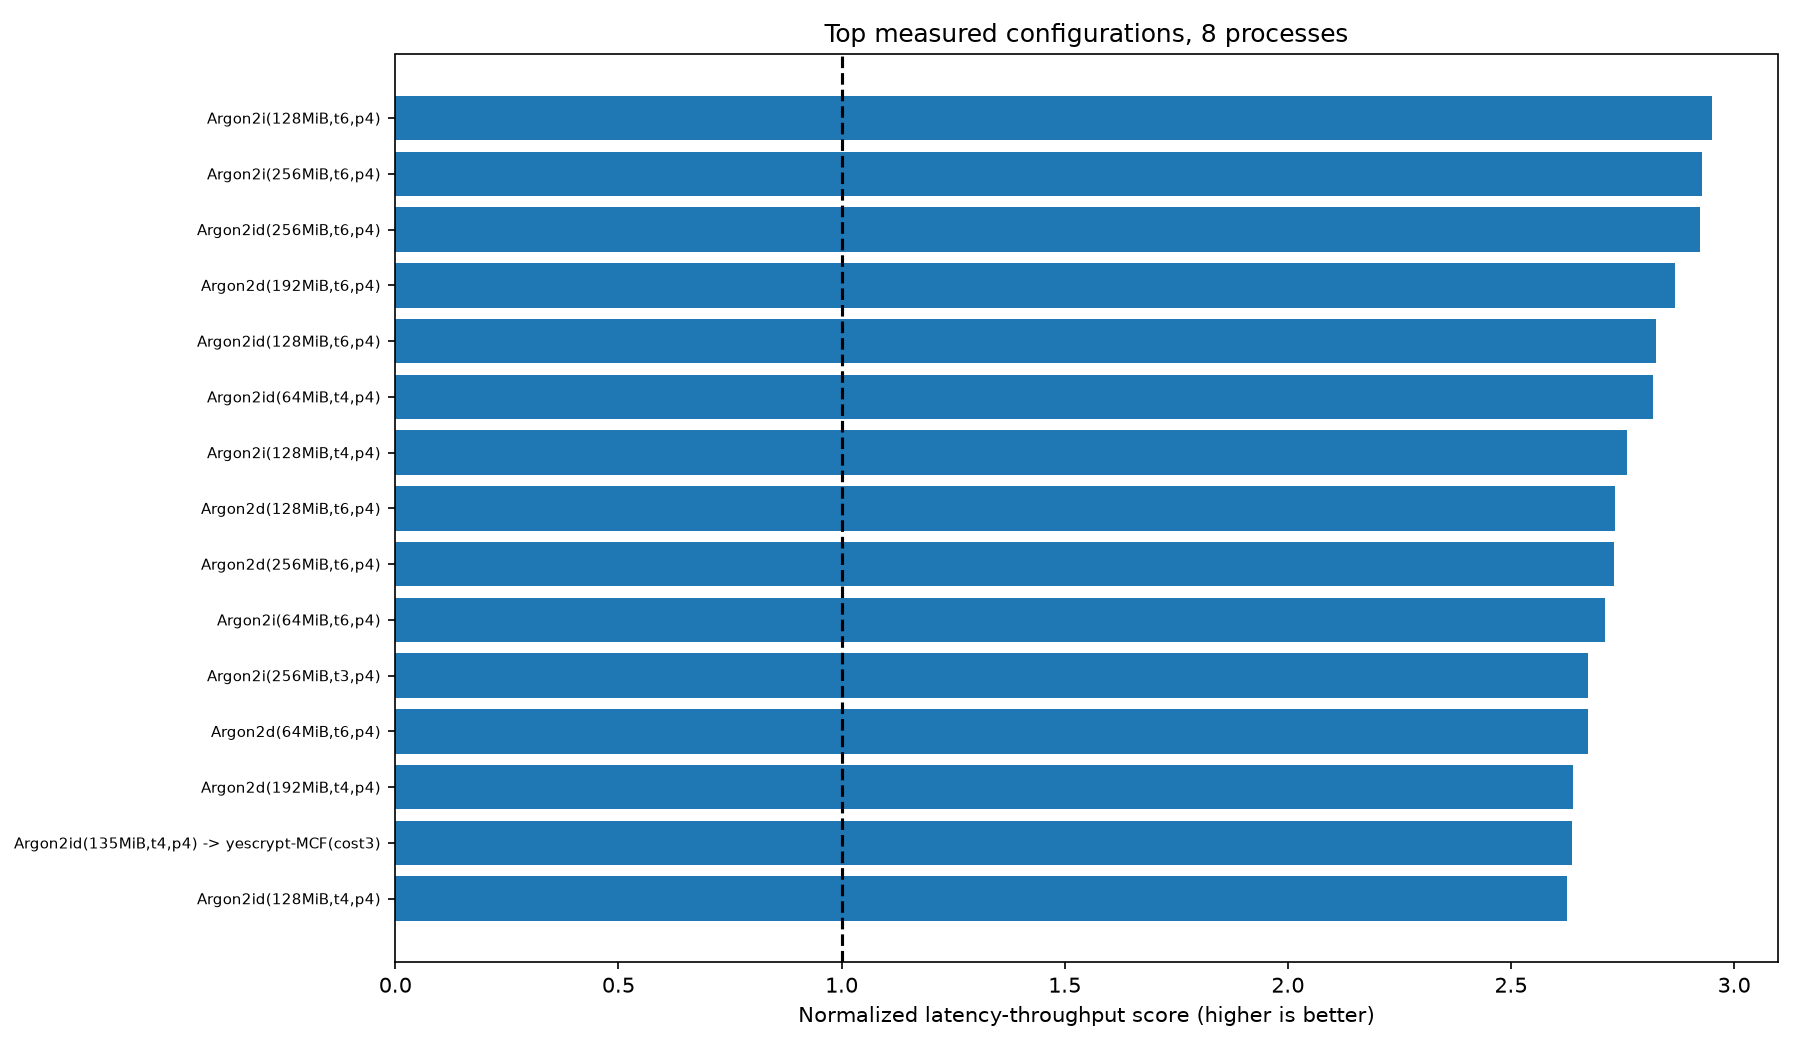 Top measured configurations, 8 processes
Argon2i(128MiB,t6,p4)
Argon2i(256MiB,t6,p4)
Argon2id(256MiB,t6,p4)
Argon2d(192MiB,t6,p4)
Argon2id(128MiB,t6,p4)
Argon2id(64MiB,t4,p4)
Argon2i(128MiB,t4,p4)
Argon2d(128MiB,t6,p4)
Argon2d(256MiB,t6,p4)
Argon2i(64MiB,t6,p4)
Argon2i(256MiB,t3,p4)
Argon2d(64MiB,t6,p4)
Argon2d(192MiB,t4,p4)
Argon2id(135MiB,t4,p4) -> yescrypt-MCF(cost3)
Argon2id(128MiB,t4,p4)
0.0 0.5 1.0 1.5 2.0 2.5 3.0
Normalized latency-throughput score (higher is better)